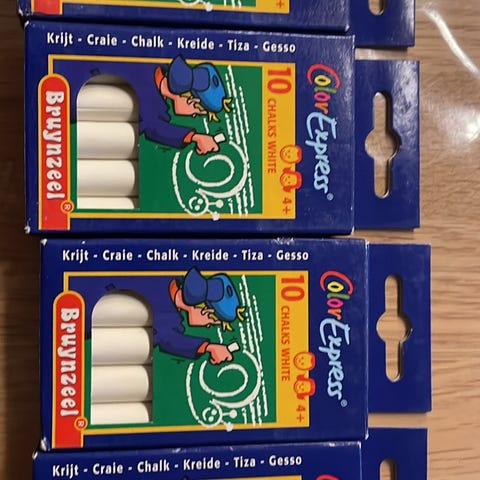 Krijt - Craie - Chalk - Kreide - Tiza - Gesso
Bruynzeel®
10
CHALKS WHITE
4+
Color Express®
Krijt - Craie - Chalk - Kreide - Tiza - Gesso
Bruynzeel®
10
CHALKS WHITE
4+
Color Express®
Krijt - Craie - Chalk - Kreide - Tiza - Gesso